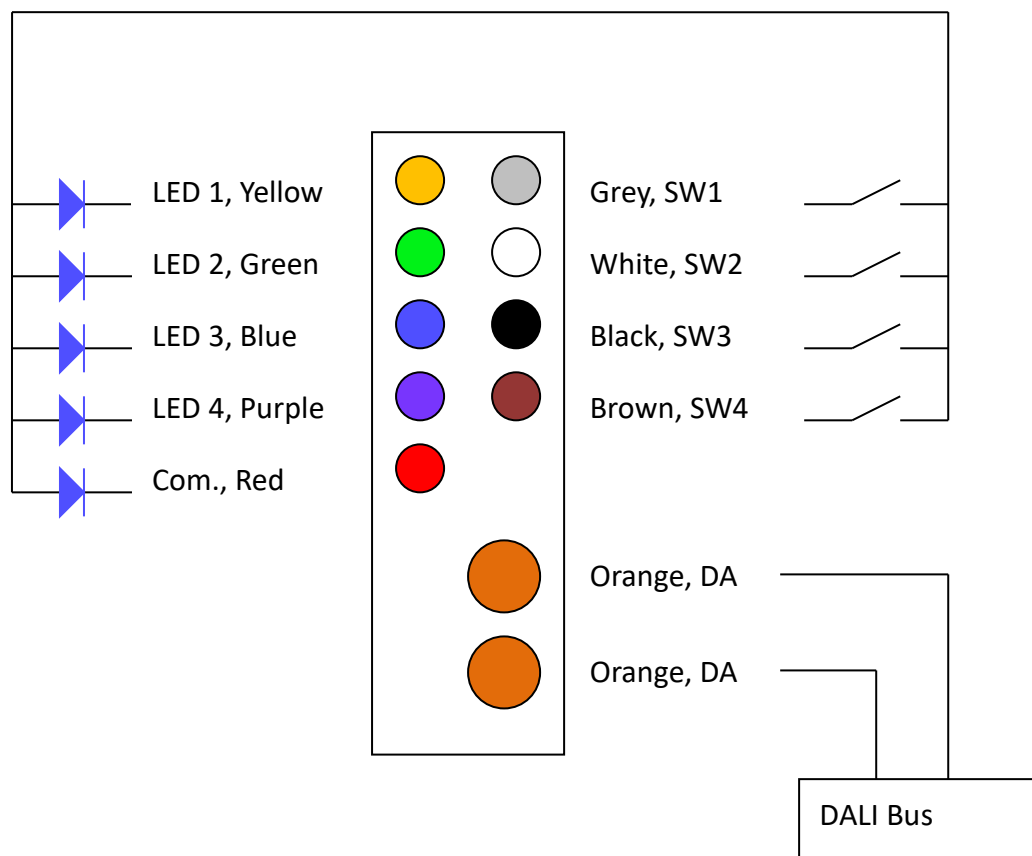 LED 1, Yellow
LED 2, Green
LED 3, Blue
LED 4, Purple
Com., Red
Grey, SW1
White, SW2
Black, SW3
Brown, SW4
Orange, DA
Orange, DA
DALI Bus